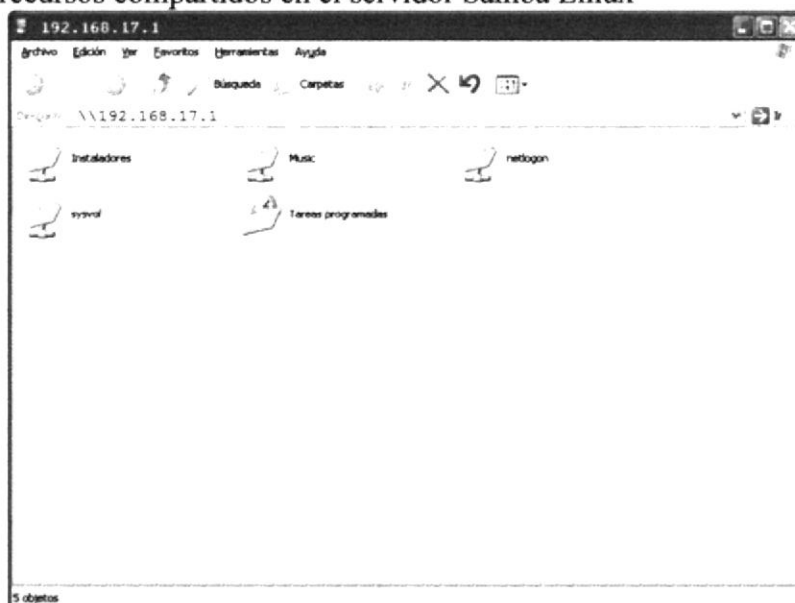 recursos compartidos en el servidor Samba Linux
192.168.17.1
Archivo Edición Ver Favoritos Herramientas Ayuda
Búsqueda Carpetas
\\192.168.17.1 Ir
Instaladores Music netlogon
sysvol Tareas programadas
5 objetos